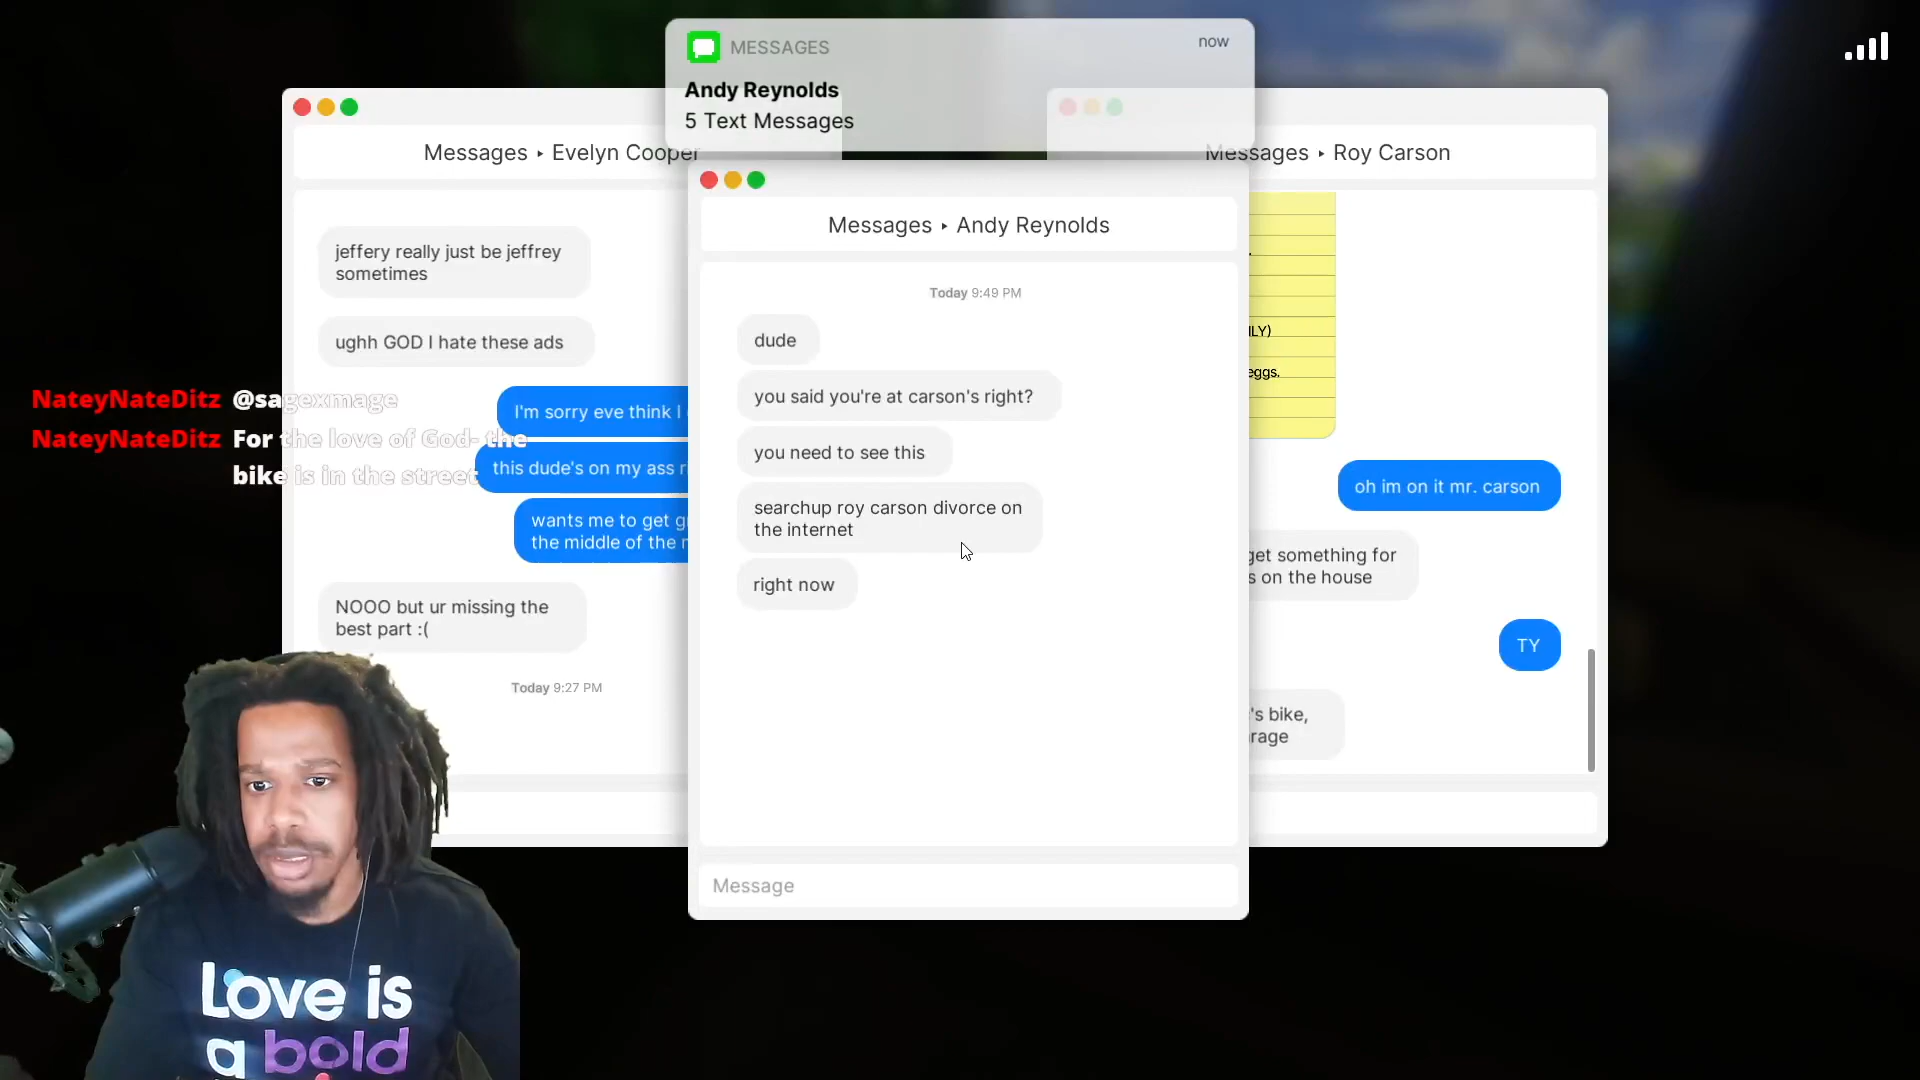 MESSAGES
now
Andy Reynolds
5 Text Messages
Messages ▸ Evelyn Cooper
jeffery really just be jeffrey
sometimes
ughh GOD I hate these ads
I'm sorry eve think I
this dude's on my ass
wants me to get
the middle of the
NOOO but ur missing the
best part :(
Today 9:27 PM
NateyNateDitz @sagexmage
NateyNateDitz For the love of God- the
bike is in the street
Messages ▸ Andy Reynolds
Today 9:49 PM
dude
you said you're at carson's right?
you need to see this
searchup roy carson divorce on
the internet
right now
Message
Messages ▸ Roy Carson
eggs.
oh im on it mr. carson
get something for
on the house
TY
's bike,
Love is
a bold